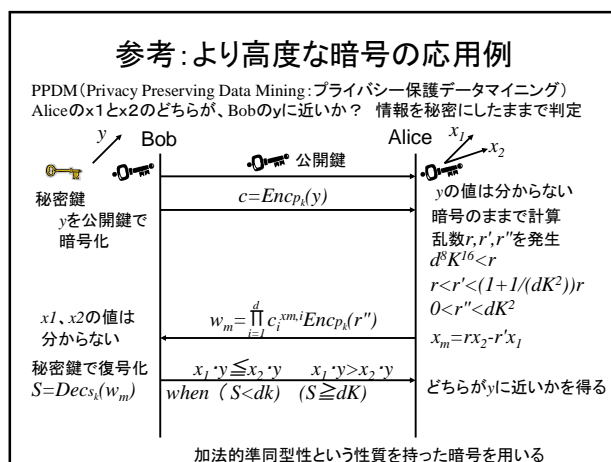 参考：より高度な暗号の応用例
PPDM（Privacy Preserving Data Mining：プライバシー保護データマイニング）
Aliceのx1とx2のどちらが、Bobのyに近いか？　情報を秘密にしたままで判定
y
Bob
Alice
x₁
x₂
公開鍵
秘密鍵
yを公開鍵で
暗号化
c=Encpₖ(y)
yの値は分からない
暗号のままで計算
乱数r,r',r''を発生
d⁸K¹⁶<r
r<r'<(1+1/(dK²))r
0<r''<dK²
xₘ=rx₂-r'x₁
x1、x2の値は
分からない
wₘ=∏ᵢ₌₁ᵈ cᵢˣᵐ,ⁱEncpₖ(r'')
秘密鍵で復号化
S=Decsₖ(wₘ)
x₁・y≦x₂・y　x₁・y>x₂・y
when（S<dk）　(S≧dK)
どちらがyに近いかを得る
加法的準同型性という性質を持った暗号を用いる